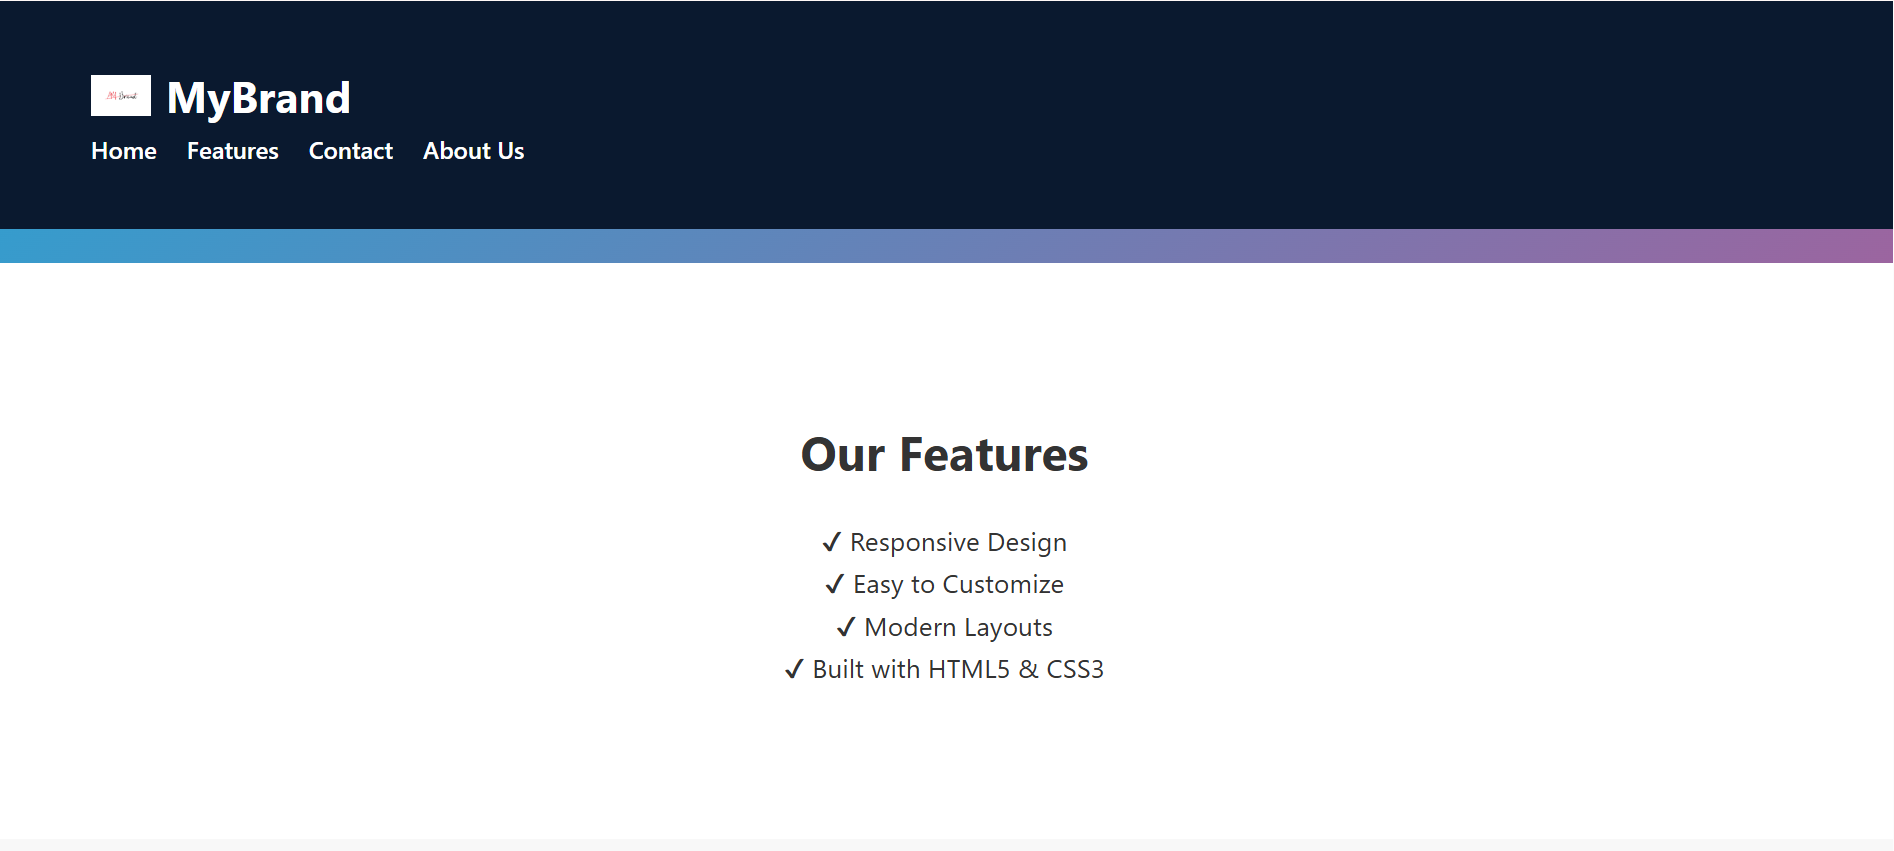 MyBrand
Home Features Contact About Us
Our Features
✓ Responsive Design
✓ Easy to Customize
✓ Modern Layouts
✓ Built with HTML5 & CSS3